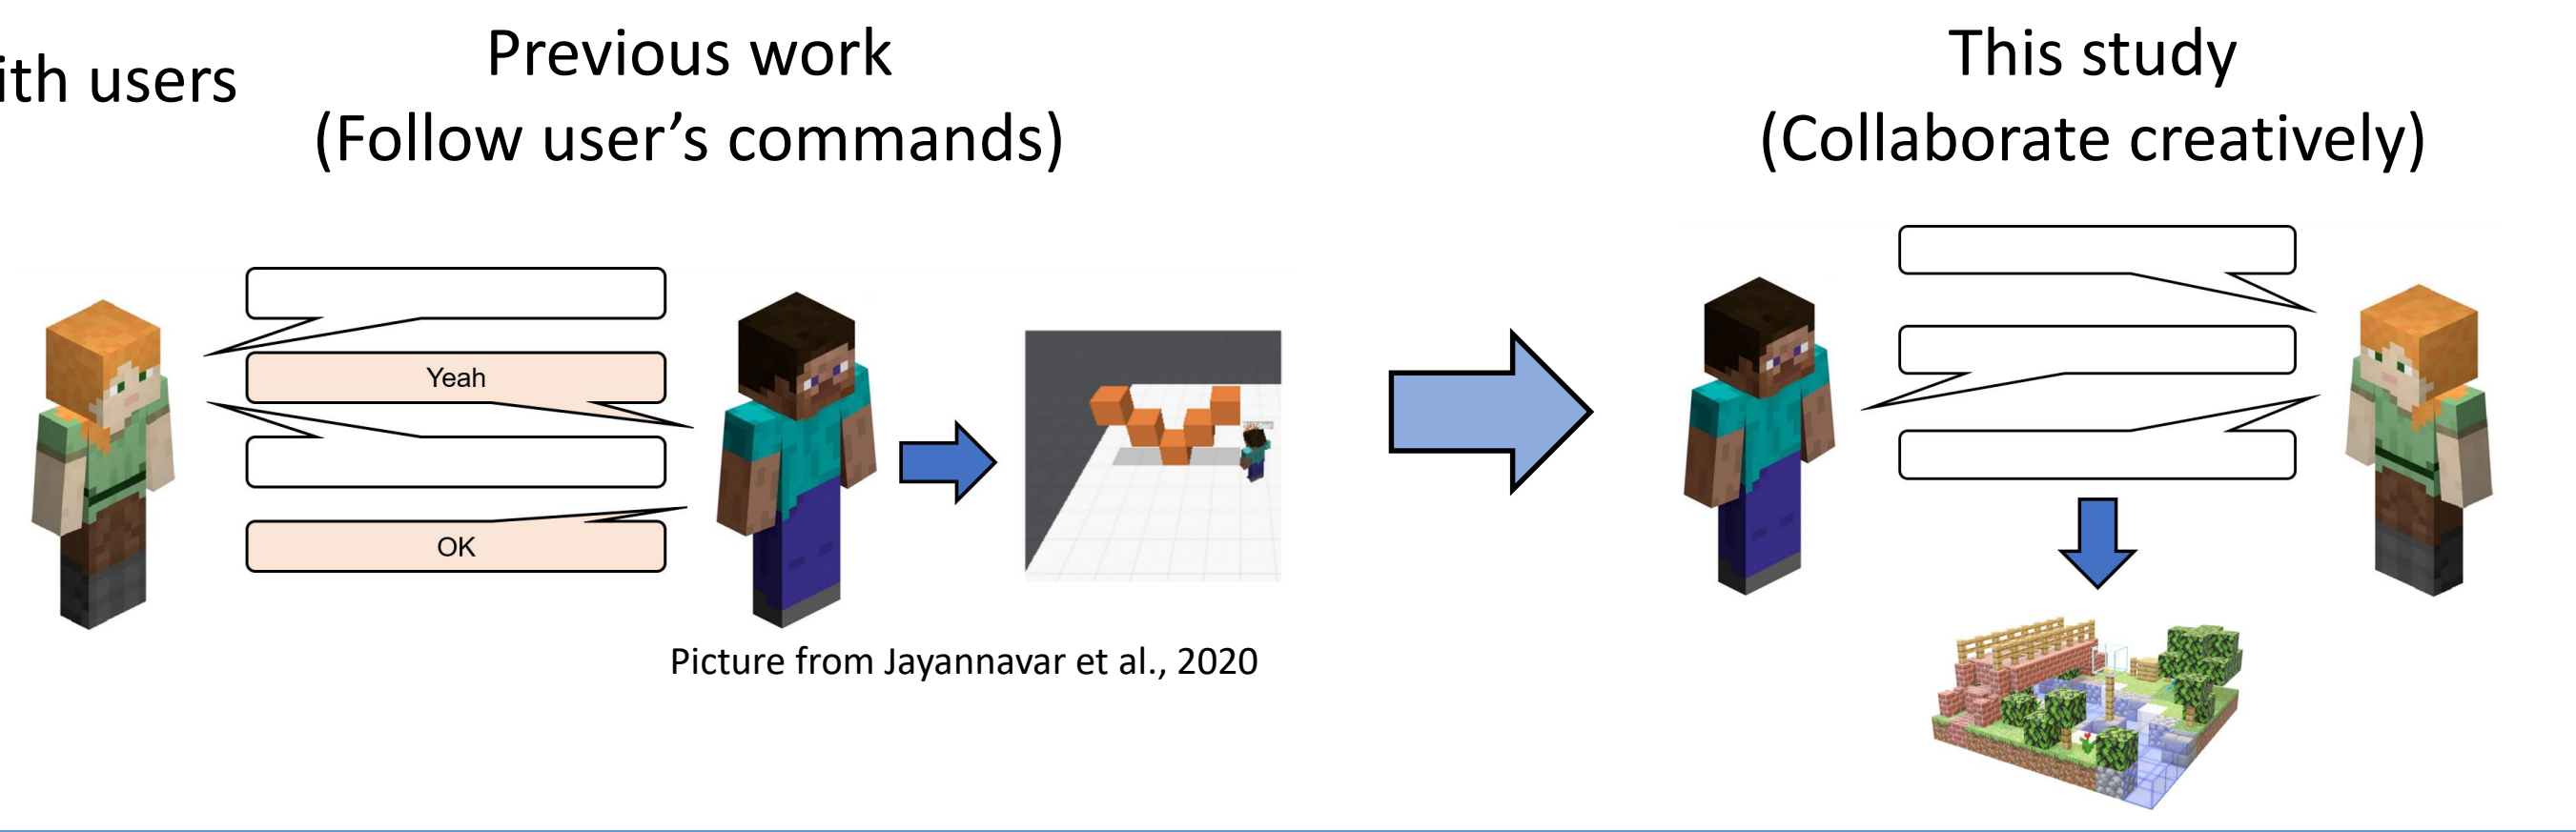 ith users
Previous work
(Follow user’s commands)
This study
(Collaborate creatively)
Yeah
OK
Picture from Jayannavar et al., 2020